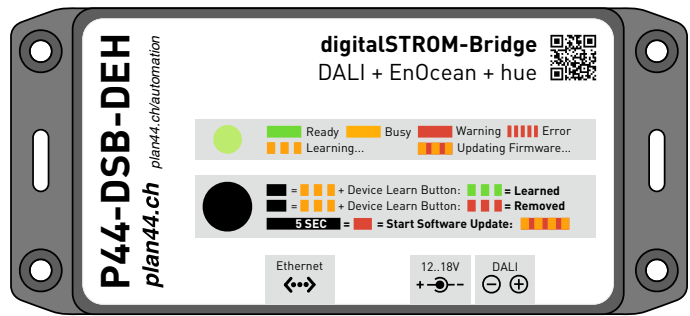 P44-DSB-DEH
plan44.ch plan44.ch/automation
digitalSTROM-Bridge
DALI + EnOcean + hue
Ready Busy Warning Error
Learning... Updating Firmware...
= + Device Learn Button: = Learned
= + Device Learn Button: = Removed
5 SEC = = Start Software Update:
Ethernet 12..18V DALI
<•••> + - - +